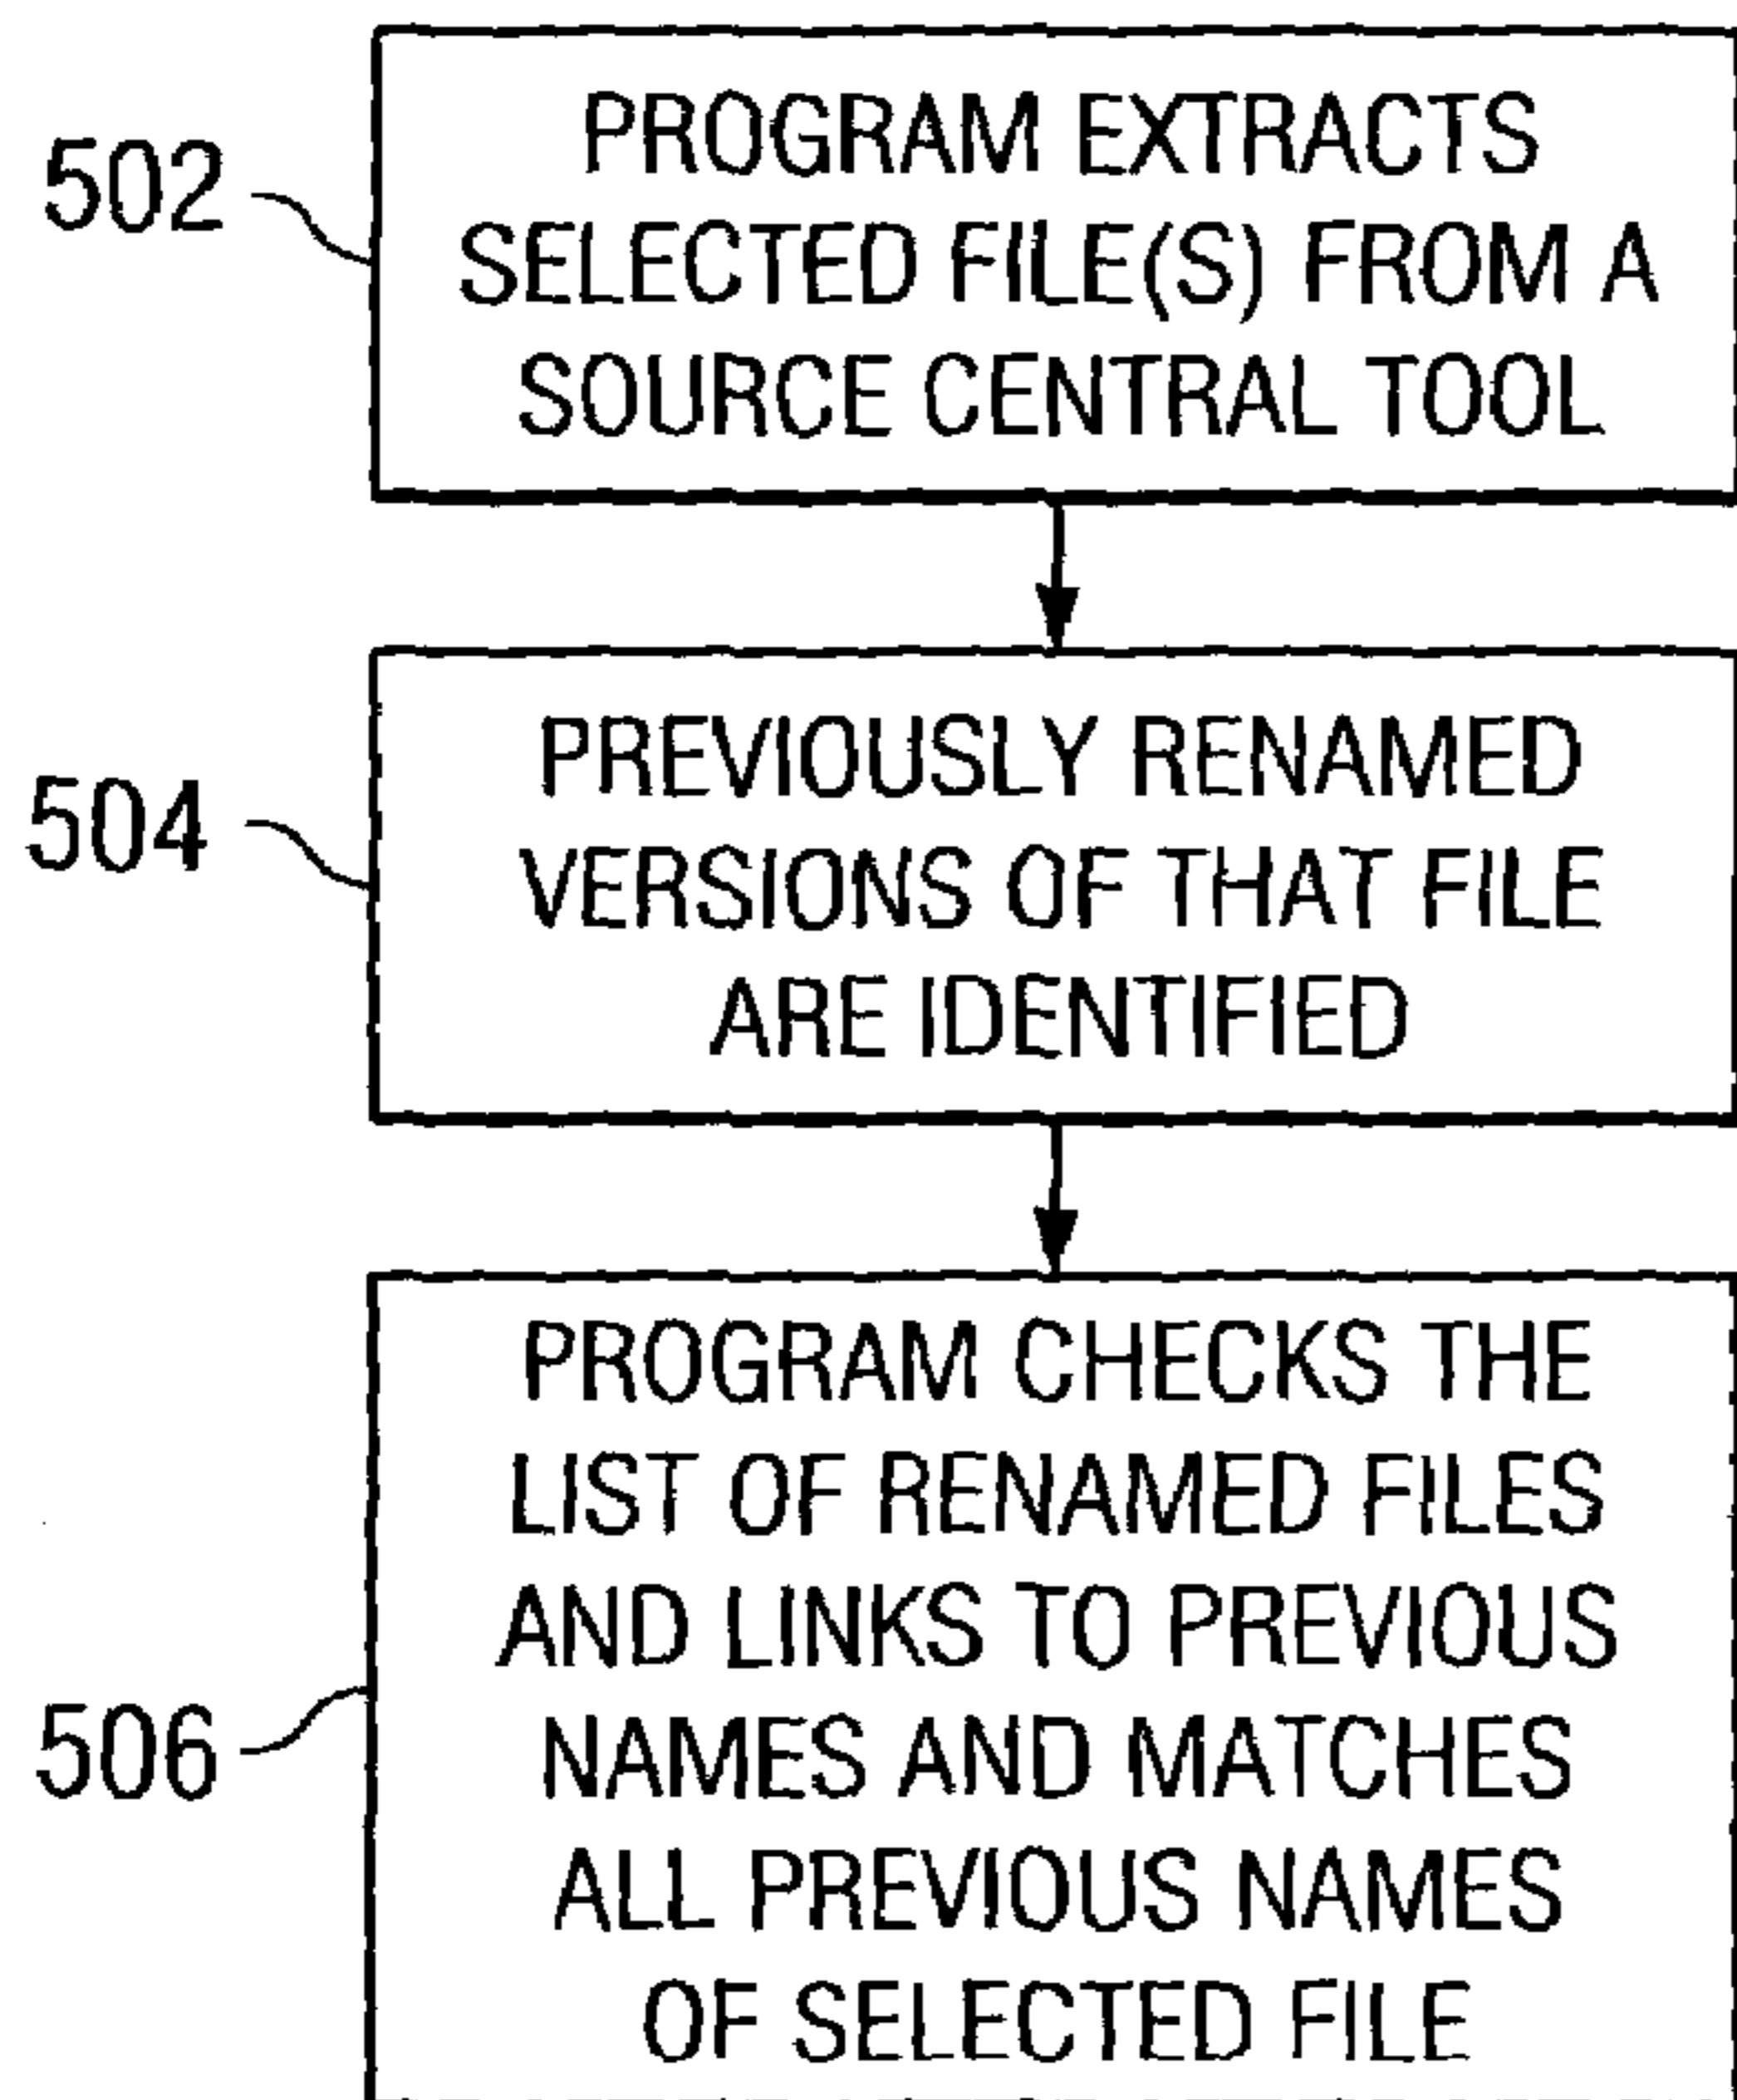 502
PROGRAM EXTRACTS
SELECTED FILE(S) FROM A
SOURCE CENTRAL TOOL
504
PREVIOUSLY RENAMED
VERSIONS OF THAT FILE
ARE IDENTIFIED
506
PROGRAM CHECKS THE
LIST OF RENAMED FILES
AND LINKS TO PREVIOUS
NAMES AND MATCHES
ALL PREVIOUS NAMES
OF SELECTED FILE